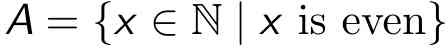 A = {x ∈ ℕ | x is even}